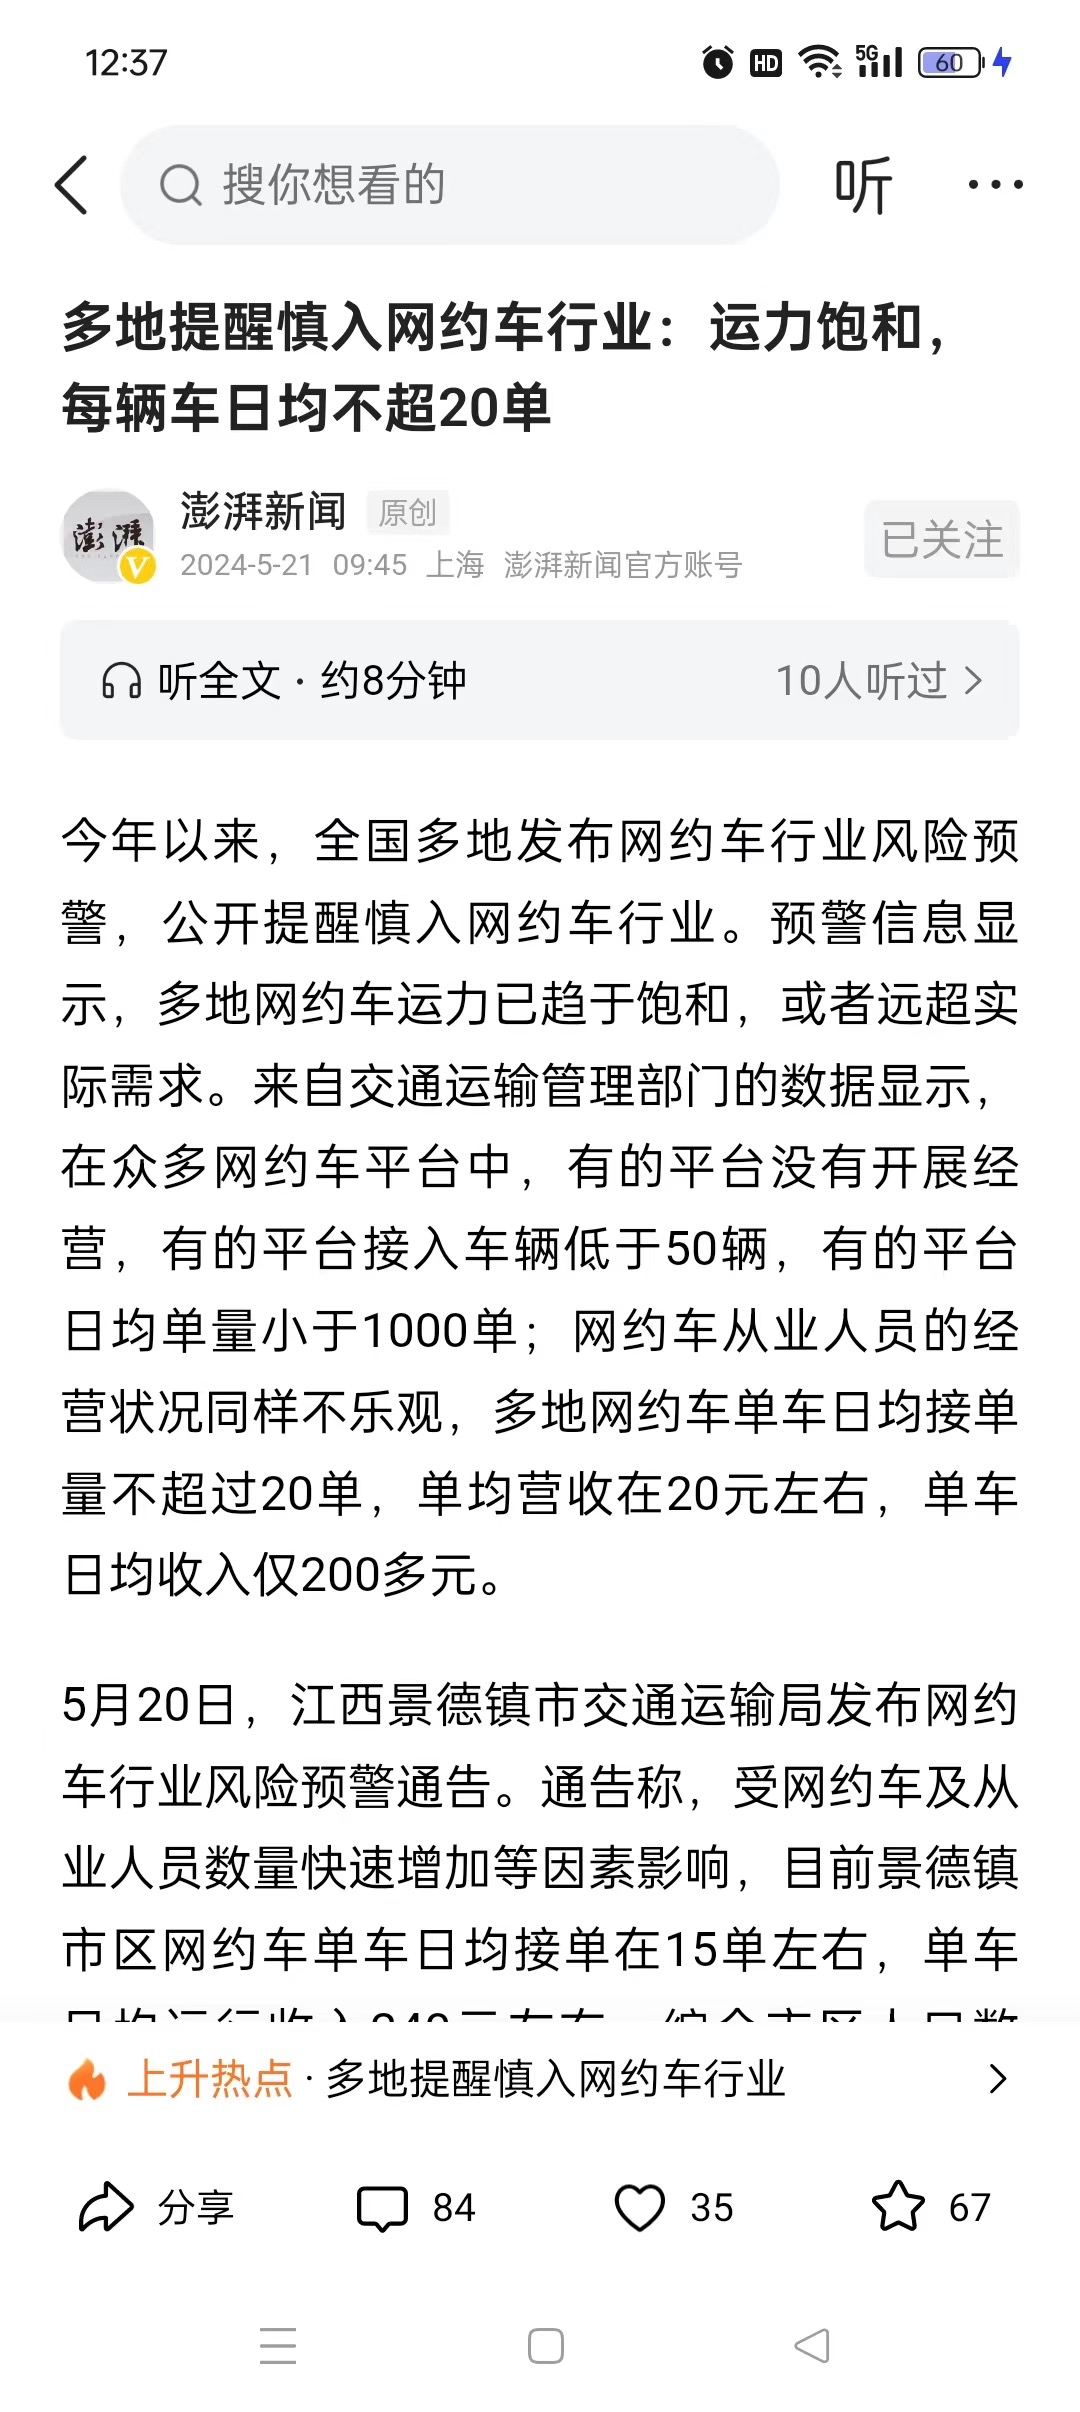 12:37
HD
5G
60
搜你想看的
听
多地提醒慎入网约车行业：运力饱和，
每辆车日均不超20单
澎湃
V
澎湃新闻 原创
已关注
2024-5-21 09:45 上海 澎湃新闻官方账号
听全文 · 约8分钟
10人听过
今年以来，全国多地发布网约车行业风险预
警，公开提醒慎入网约车行业。预警信息显
示，多地网约车运力已趋于饱和，或者远超实
际需求。来自交通运输管理部门的数据显示，
在众多网约车平台中，有的平台没有开展经
营，有的平台接入车辆低于50辆，有的平台
日均单量小于1000单；网约车从业人员的经
营状况同样不乐观，多地网约车单车日均接单
量不超过20单，单均营收在20元左右，单车
日均收入仅200多元。
5月20日，江西景德镇市交通运输局发布网约
车行业风险预警通告。通告称，受网约车及从
业人员数量快速增加等因素影响，目前景德镇
市区网约车单车日均接单在15单左右，单车
上升热点 · 多地提醒慎入网约车行业
分享
84
35
67